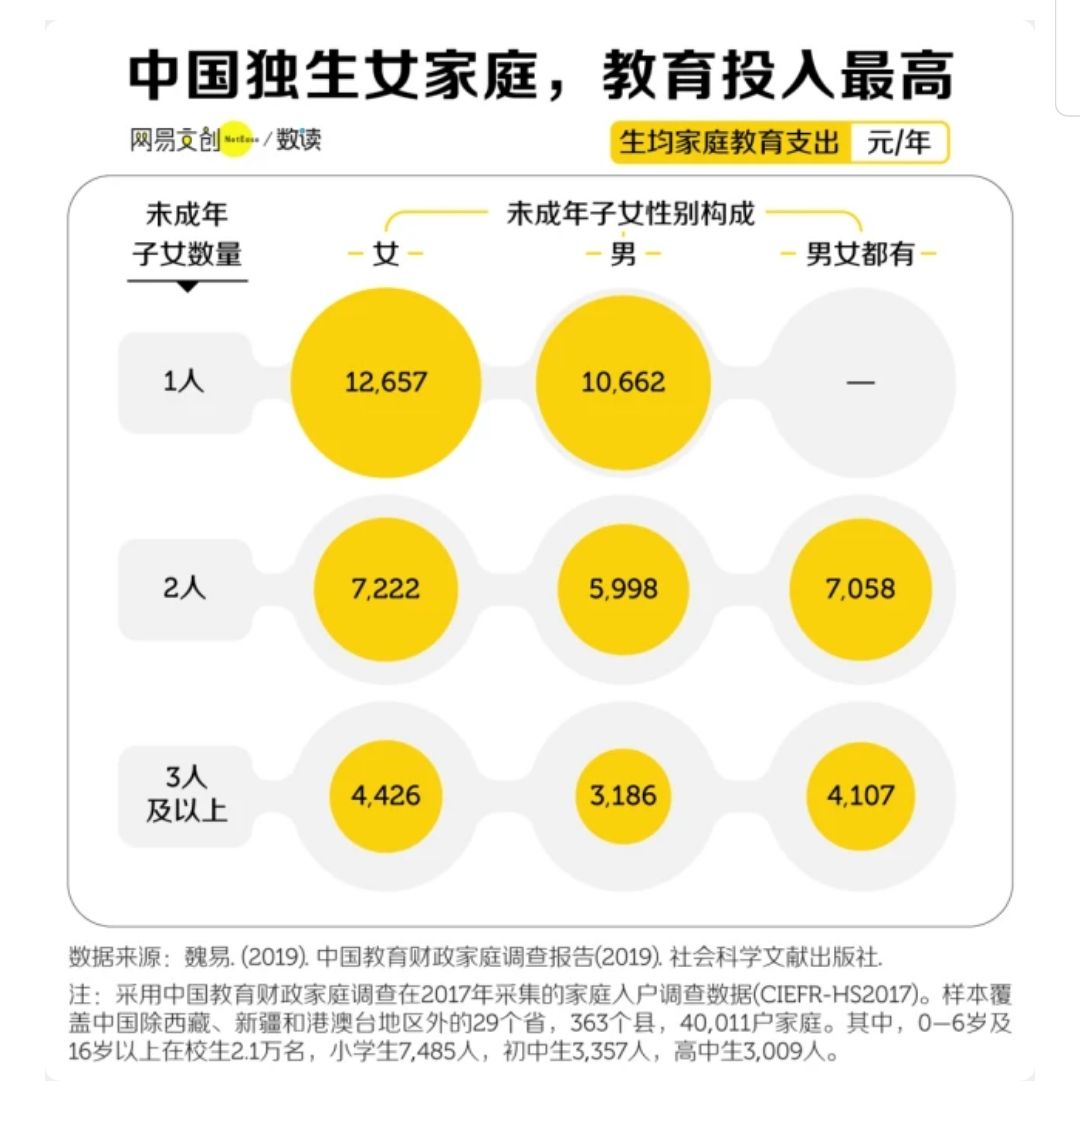 中国独生女家庭，教育投入最高
网易文创 NetEase / 数读
生均家庭教育支出 元/年
未成年
子女数量
未成年子女性别构成
女 男 男女都有
1人 12,657 10,662 —
2人 7,222 5,998 7,058
3人
及以上
4,426 3,186 4,107
数据来源：魏易. (2019). 中国教育财政家庭调查报告(2019). 社会科学文献出版社.
注：采用中国教育财政家庭调查在2017年采集的家庭入户调查数据(CIEFR-HS2017)。样本覆
盖中国除西藏、新疆和港澳台地区外的29个省，363个县，40,011户家庭。其中，0—6岁及
16岁以上在校生2.1万名，小学生7,485人，初中生3,357人，高中生3,009人。